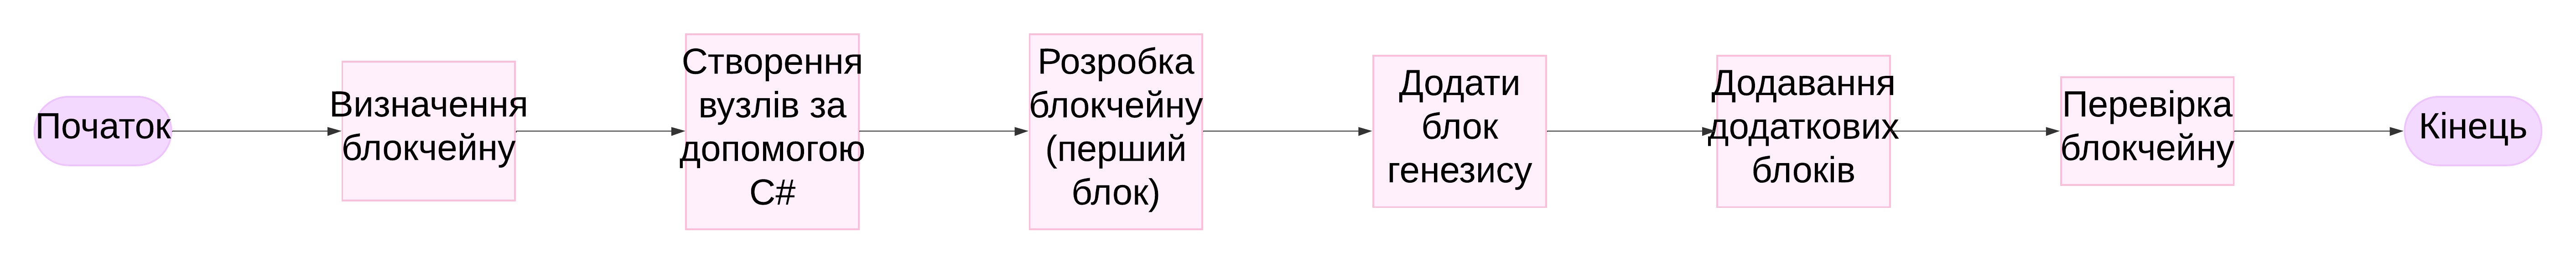 Початок
Визначення
блокчейну
Створення
вузлів за
допомогою
C#
Розробка
блокчейну
(перший
блок)
Додати
блок
генезису
Додавання
додаткових
блоків
Перевірка
блокчейну
Кінець